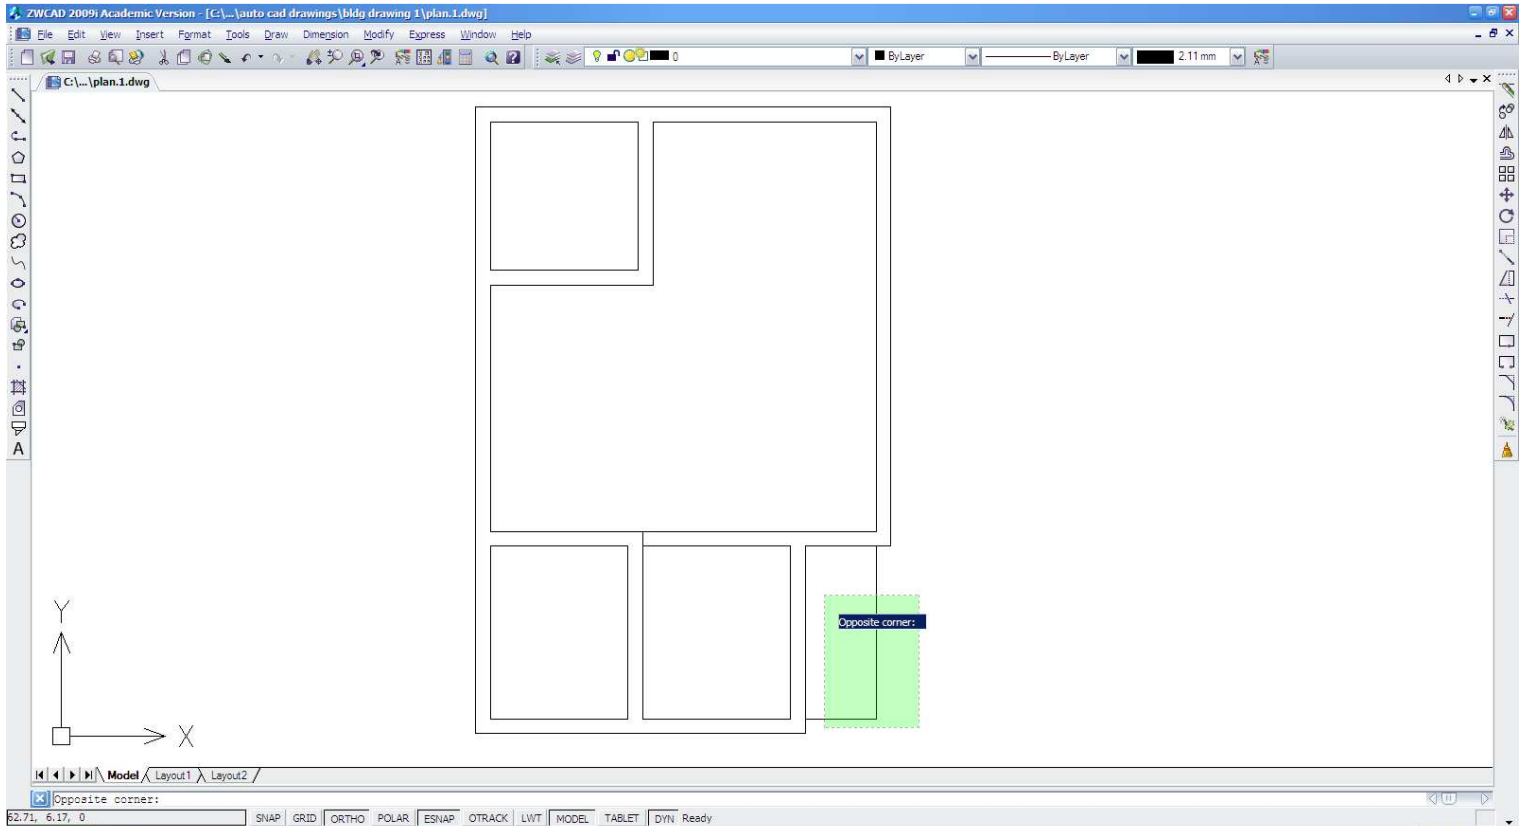 ZWCAD 2009i Academic Version - [C:\...\auto cad drawings\bldg drawing 1\plan.1.dwg]
File Edit View Insert Format Tools Draw Dimension Modify Express Window Help
0 ByLayer ByLayer 2.11 mm
C:\...\plan.1.dwg
A
Y
Opposite corner:
X
Model Layout1 Layout2
Opposite corner:
62.71, 6.17, 0 SNAP GRID ORTHO POLAR ESNAP OTRACK LWT MODEL TABLET DYN Ready